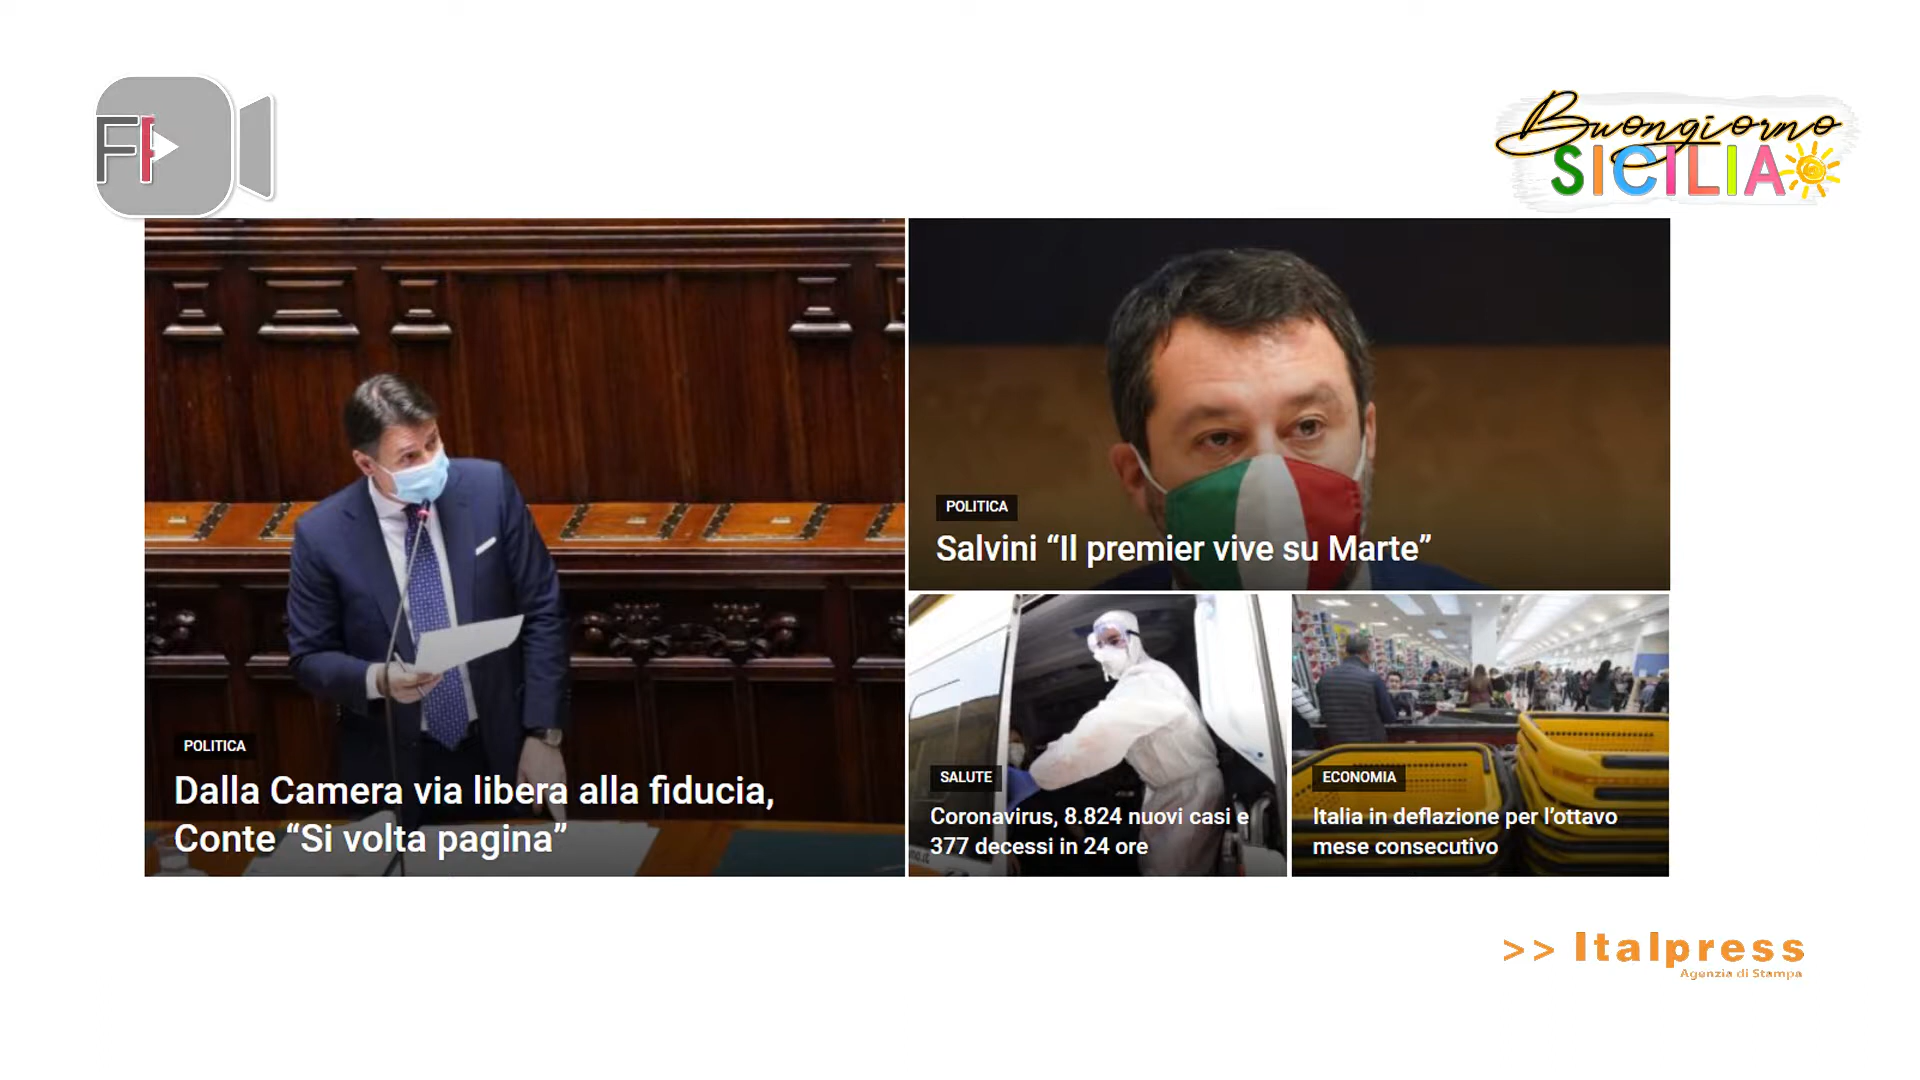 FF
Buongiorno
SICILIA
POLITICA
Dalla Camera via libera alla fiducia,
Conte “Si volta pagina”
POLITICA
Salvini “Il premier vive su Marte”
SALUTE
Coronavirus, 8.824 nuovi casi e
377 decessi in 24 ore
ECONOMIA
Italia in deflazione per l’ottavo
mese consecutivo
>> Italpress
Agenzia di Stampa